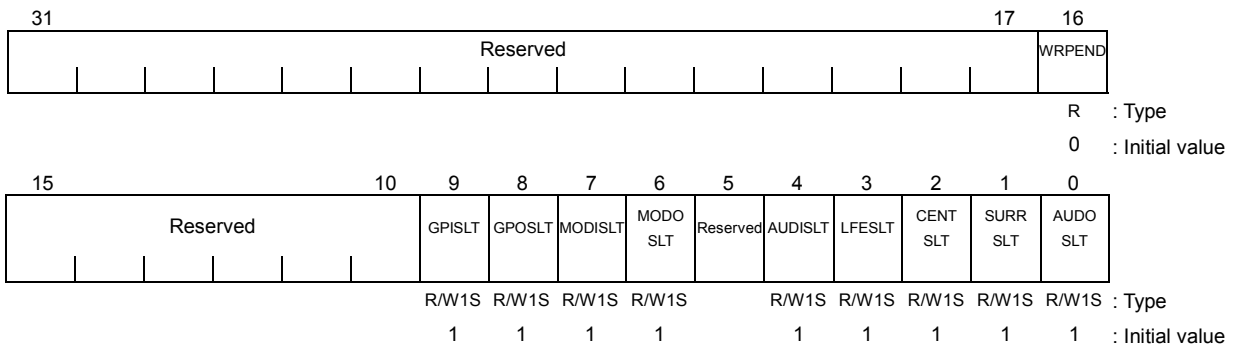 31 17 16
Reserved WRPEND
R : Type
0 : Initial value
15 10 9 8 7 6 5 4 3 2 1 0
Reserved GPISLT GPOSLT MODISLT MODO SLT Reserved AUDISLT LFESLT CENT SLT SURR SLT AUDO SLT
R/W1S R/W1S R/W1S R/W1S R/W1S R/W1S R/W1S R/W1S R/W1S : Type
1 1 1 1 1 1 1 1 1 : Initial value